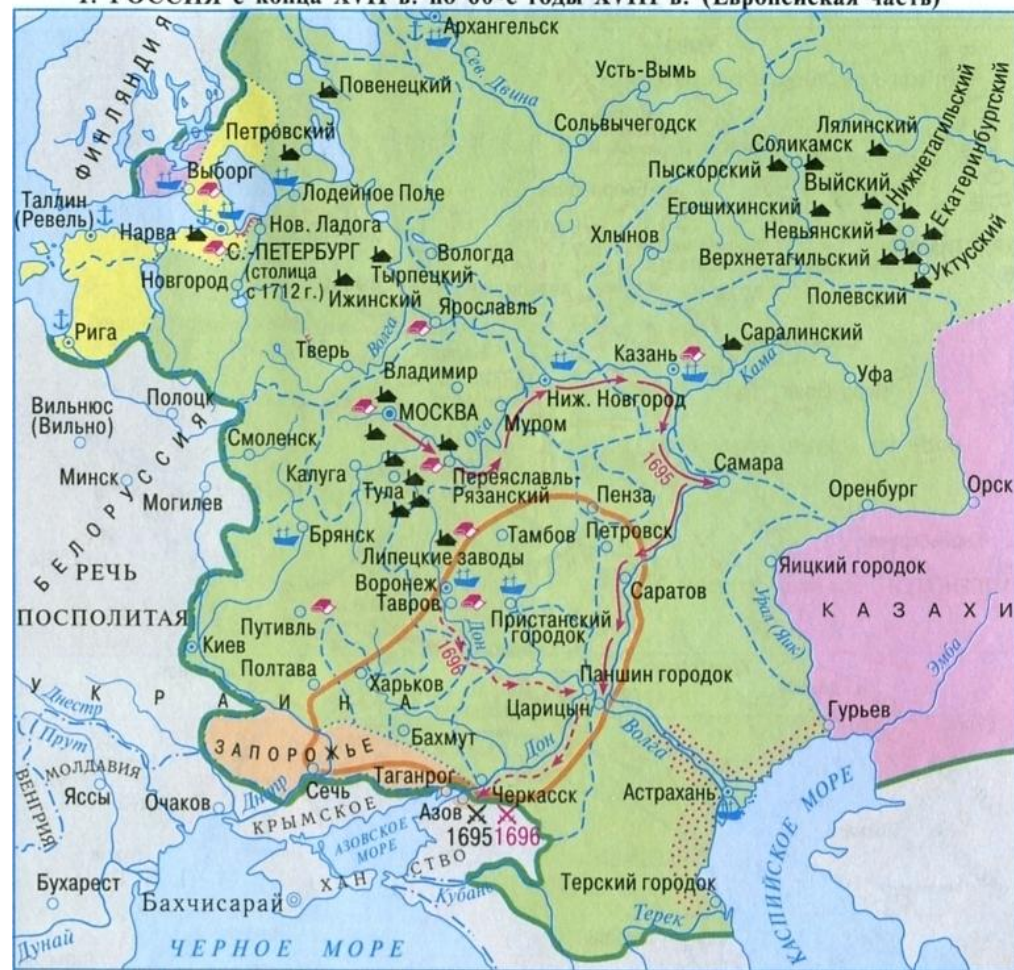 1. РОССИЯ с конца XVII в. по 60-е годы XVIII в. (Европейская часть)
Архангельск
Сев. Двина
ФИНЛЯНДИЯ
Повенецкий
Усть-Вымь
Петровский
Сольвычегодск
Лялинский
Соликамск
Нижнетагильский
Екатеринбургский
Пыскорский
Выйский
Выборг
Лодейное Поле
Таллин
(Ревель)
Нарва
Нов. Ладога
Егошихинский
Невьянский
С.-ПЕТЕРБУРГ
(столица
с 1712 г.)
Вологда
Хлынов
Верхнетагильский
Уктусский
Новгород
Тырпецкий
Ижинский
Полевский
Ярославль
Рига
Волга
Саралинский
Тверь
Казань
Кама
Владимир
Уфа
Полоцк
Ниж. Новгород
Вильнюс
(Вильно)
МОСКВА
Ока
Муром
Смоленск
БЕЛОРУССИЯ
Минск
Калуга
Переяславль-
Рязанский
1695
Самара
Могилев
Тула
Пенза
Оренбург
Орск
Брянск
Тамбов
Петровск
Липецкие заводы
РЕЧЬ
ПОСПОЛИТАЯ
Воронеж
Яицкий городок
Тавров
Саратов
КАЗАХИ
Путивль
Дон
Пристанский
городок
Урал (Яик)
Киев
1696
Эмба
Полтава
Харьков
Паншин городок
УКРАИНА
Днестр
Царицын
Гурьев
Прут
Бахмут
Дон
Волга
ЗАПОРОЖЬЕ
МОЛДАВИЯ
Таганрог
ВЕНГРИЯ
Яссы
Очаков
Днепр
Сечь
Черкасск
Астрахань
КРЫМСКОЕ
Азов
1695 1696
АЗОВСКОЕ
МОРЕ
ХАНСТВО
КАСПИЙСКОЕ МОРЕ
Бухарест
Терский городок
Бахчисарай
Кубань
Терек
Дунай
ЧЕРНОЕ МОРЕ